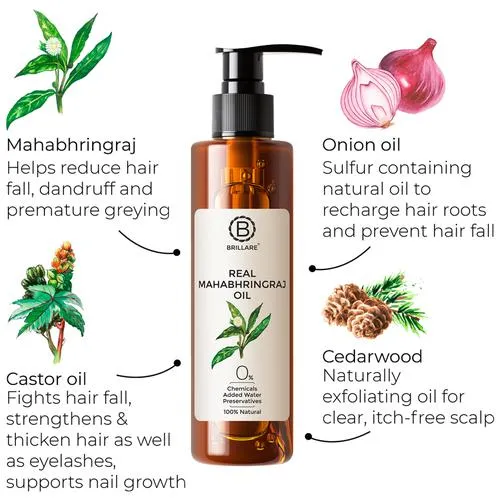 Mahabhringraj
Helps reduce hair
fall, dandruff and
premature greying
Onion oil
Sulfur containing
natural oil to
recharge hair roots
and prevent hair fall
B
BRILLARE
REAL
MAHABHRINGRAJ
OIL
0%
Chemicals
Added Water
Preservatives
100% Natural
Castor oil
Fights hair fall,
strengthens &
thicken hair as well
as eyelashes,
supports nail growth
Cedarwood
Naturally
exfoliating oil for
clear, itch-free scalp